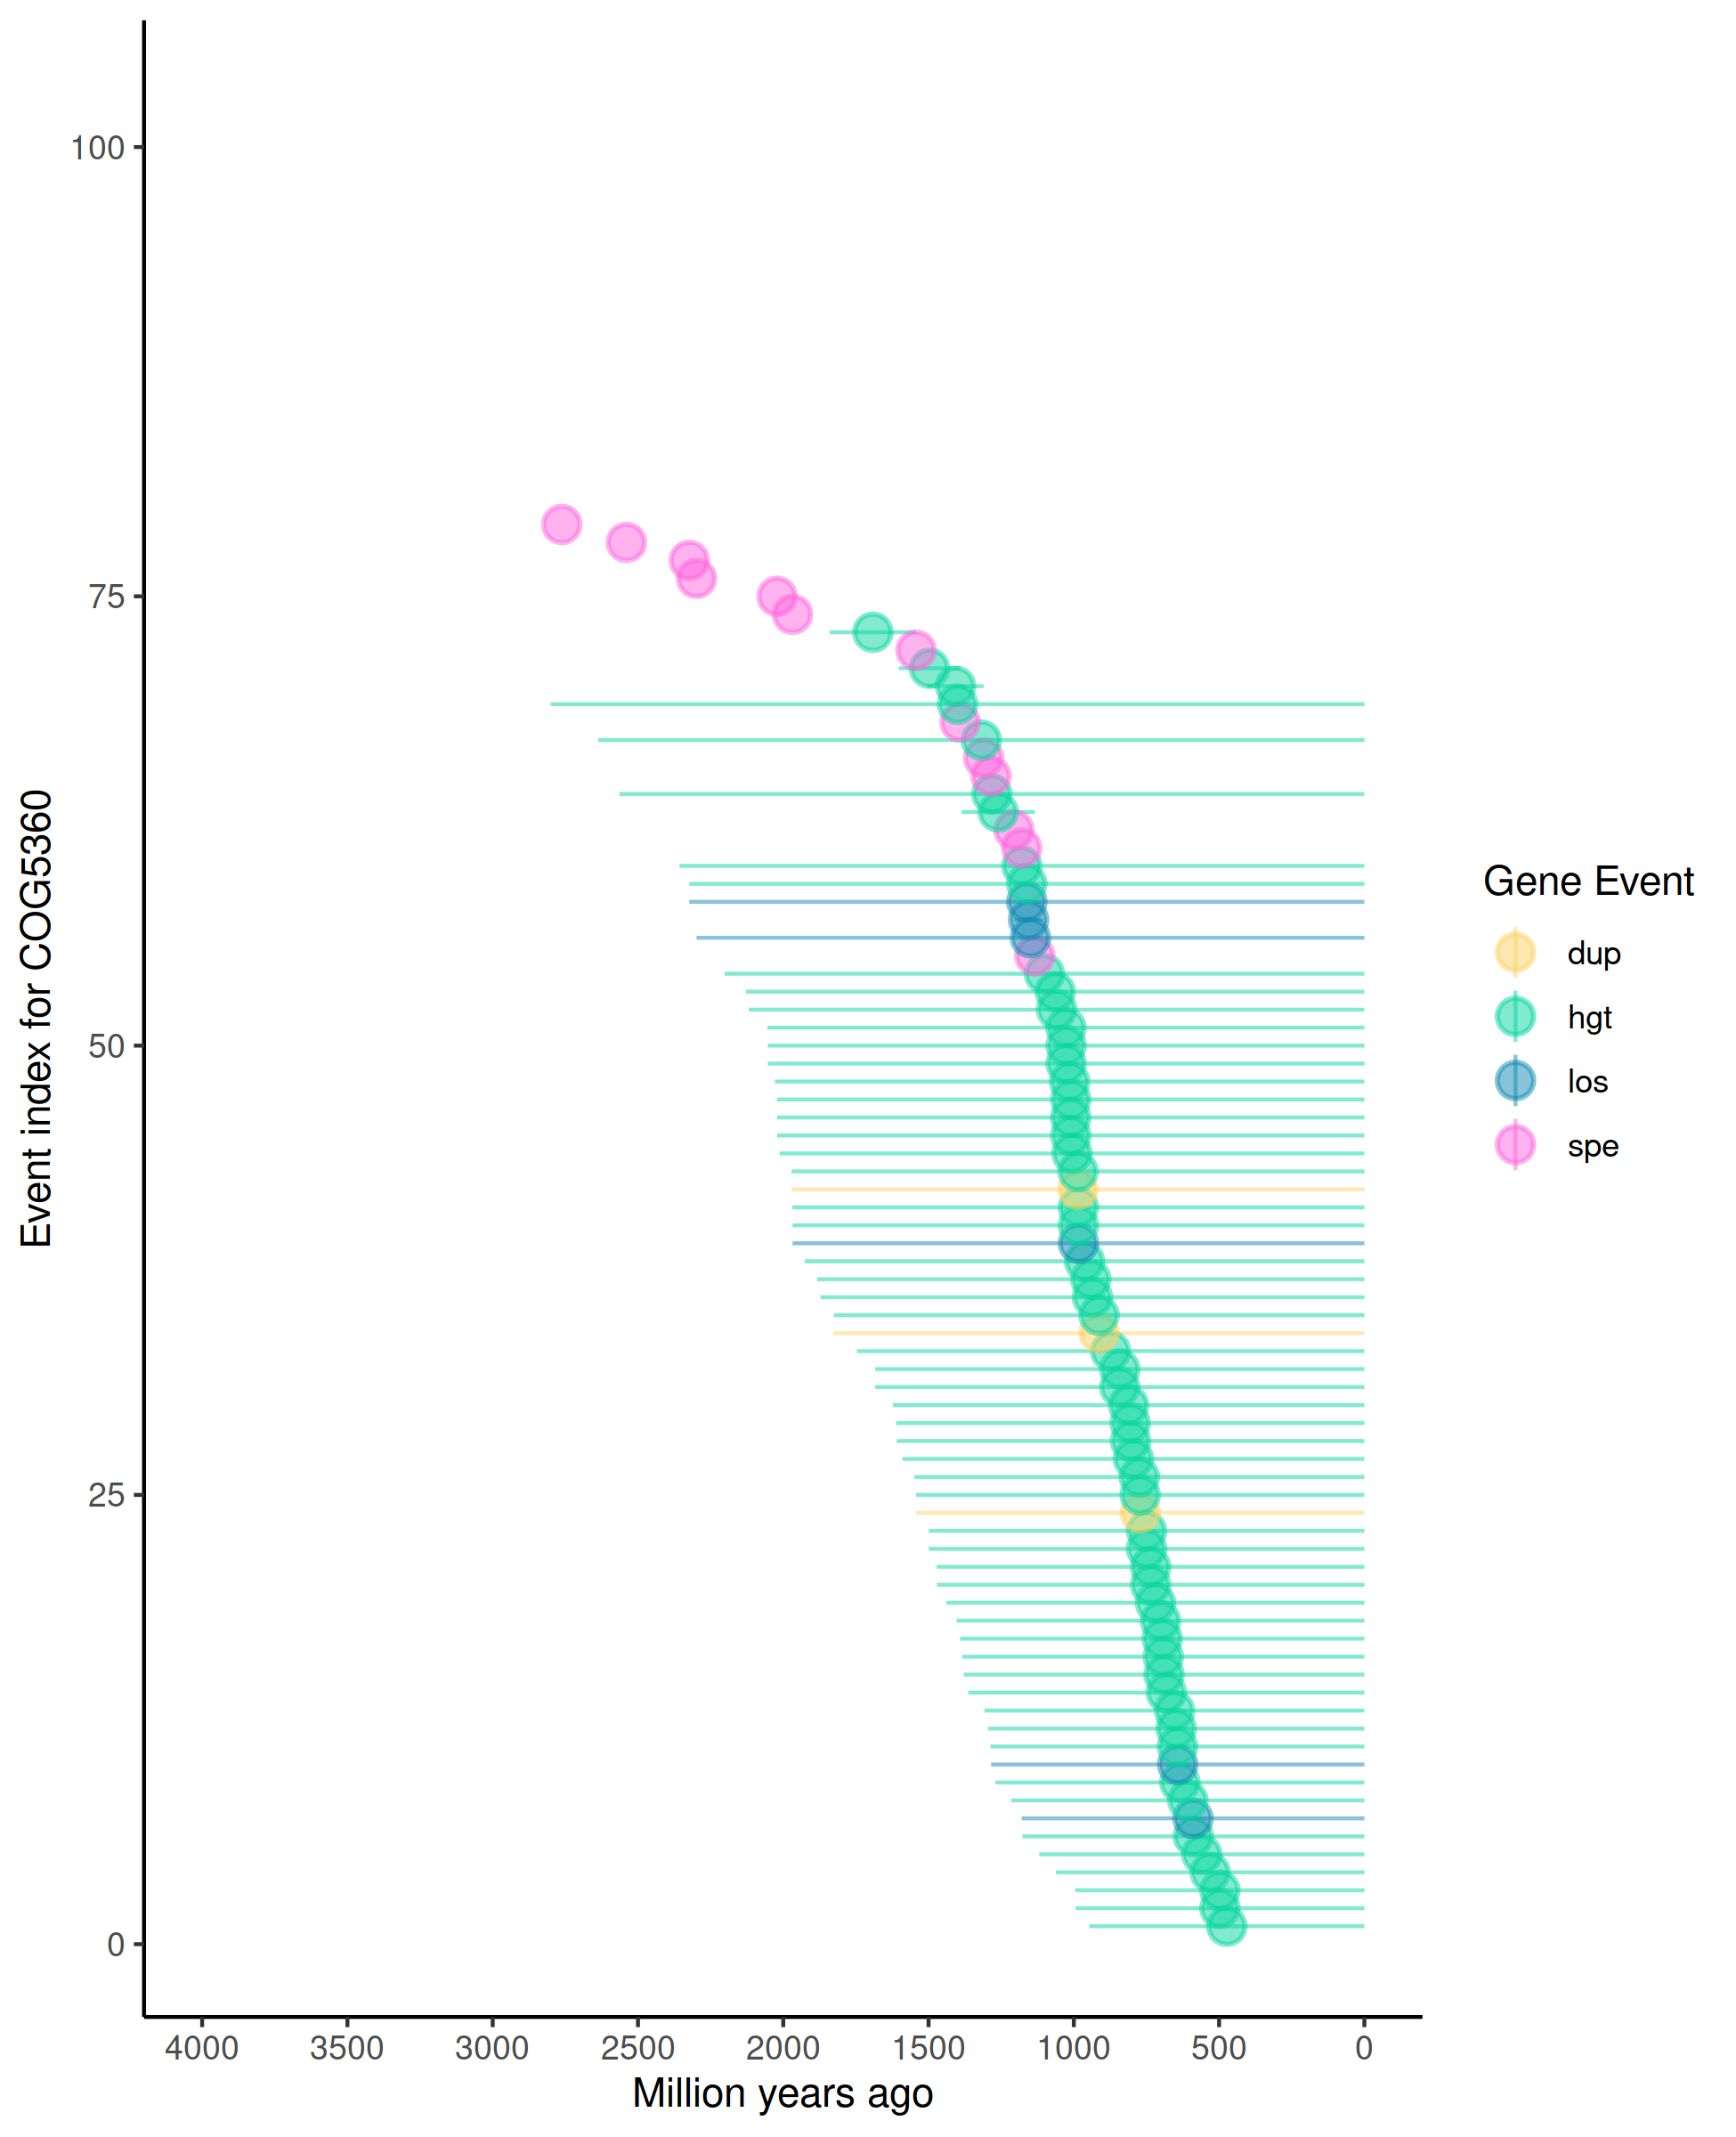 Event index for COG5360
100
75
50
25
0
4000 3500 3000 2500 2000 1500 1000 500 0
Million years ago
Gene Event
dup
hgt
los
spe